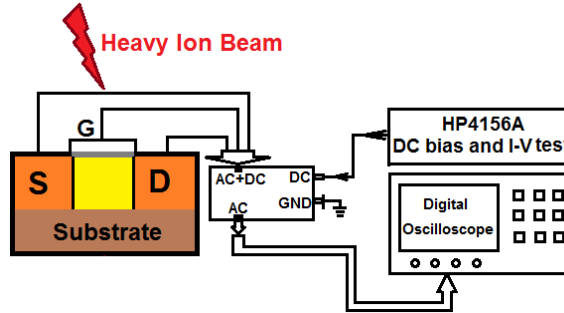 Heavy Ion Beam
G
S
D
Substrate
AC+DC
DC
GND
AC
HP4156A
DC bias and I-V test
Digital
Oscilloscope